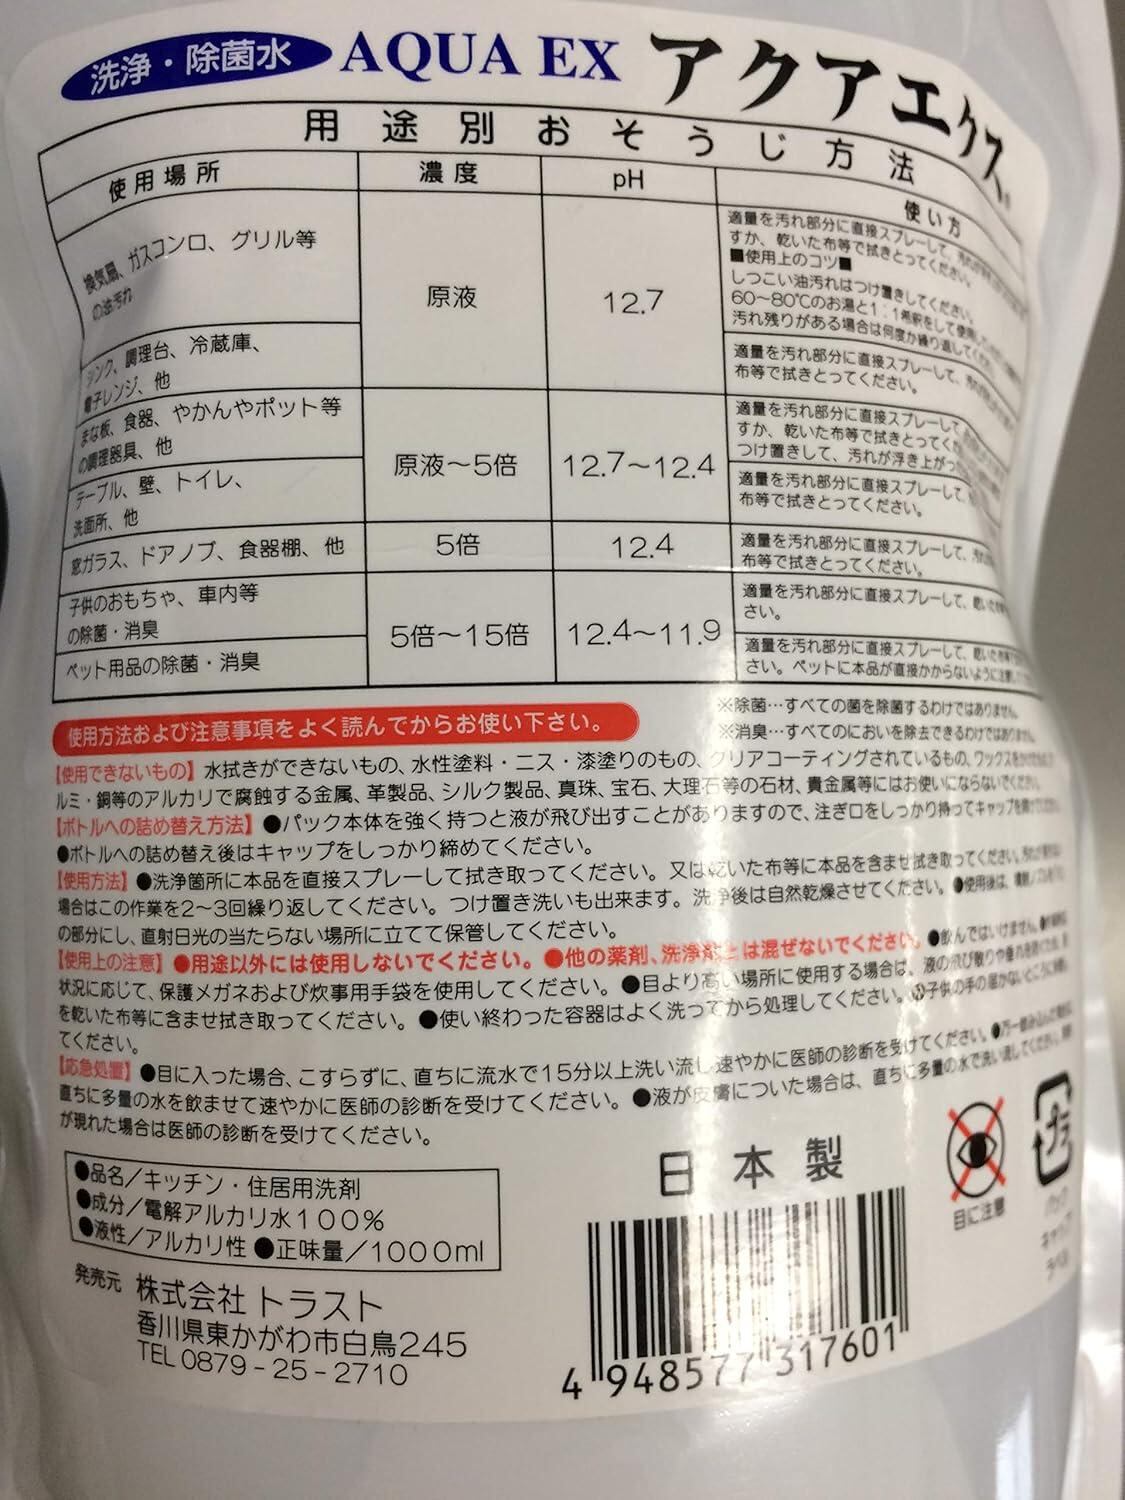 洗浄・除菌水 AQUA EX アクアエクス
用途別おそうじ方法
使用場所 濃度 pH 使い方
換気扇、ガスコンロ、グリル等
の油汚れ
原液 12.7
適量を汚れ部分に直接スプレーして、
すか、乾いた布等で拭きとってください。
■使用上のコツ■
しつこい油汚れはつけ置きしてください。
60～80℃のお湯と1：1希釈をして使用
汚れ残りがある場合は何度か繰り返して
シンク、調理台、冷蔵庫、
電子レンジ、他
適量を汚れ部分に直接スプレーして、
布等で拭きとってください。
まな板、食器、やかんやポット等
の調理器具、他
原液～5倍 12.7～12.4
適量を汚れ部分に直接スプレーして
すか、乾いた布等で拭きとって
つけ置きして、汚れが浮き上が
テーブル、壁、トイレ、
洗面所、他
適量を汚れ部分に直接スプレーして
布等で拭きとってください。
窓ガラス、ドアノブ、食器棚、他 5倍 12.4
適量を汚れ部分に直接スプレーして、
布等で拭きとってください。
子供のおもちゃ、車内等
の除菌・消臭
5倍～15倍 12.4～11.9
適量を汚れ部分に直接スプレーして、
さい。
ペット用品の除菌・消臭
適量を汚れ部分に直接スプレーして、
さい。ペットに本品が直接かからないように
※除菌…すべての菌を除菌するわけではありません。
※消臭…すべてのにおいを除去できるわけではありません。
使用方法および注意事項をよく読んでからお使い下さい。
【使用できないもの】水拭きができないもの、水性塗料・ニス・漆塗りのもの、クリアコーティングされているもの、ワックスを
ルミ・銅等のアルカリで腐蝕する金属、革製品、シルク製品、真珠、宝石、大理石等の石材、貴金属等にはお使いにならないでください。
【ボトルへの詰め替え方法】●パック本体を強く持つと液が飛び出すことがありますので、注ぎ口をしっかり持ってキャップを
●ボトルへの詰め替え後はキャップをしっかり締めてください。
【使用方法】●洗浄箇所に本品を直接スプレーして拭き取ってください。又は乾いた布等に本品を含ませ拭き取ってください。
場合はこの作業を2～3回繰り返してください。つけ置き洗いも出来ます。洗浄後は自然乾燥させてください。●使用後は、
の部分にし、直射日光の当たらない場所に立てて保管してください。
【使用上の注意】●用途以外には使用しないでください。●他の薬剤、洗浄剤とは混ぜないでください。●飲んではいけません。
状況に応じて、保護メガネおよび炊事用手袋を使用してください。●目より高い場所に使用する場合は、液の飛び散りや
を乾いた布等に含ませ拭き取ってください。●使い終わった容器はよく洗ってから処理してください。●子供の手の届かないところに
てください。
【応急処置】●目に入った場合、こすらずに、直ちに流水で15分以上洗い流し速やかに医師の診断を受けてください。●万一
直ちに多量の水を飲ませて速やかに医師の診断を受けてください。●液が皮膚についた場合は、直ちに多量の水で洗い流してください。
が現れた場合は医師の診断を受けてください。
●品名／キッチン・住居用洗剤
●成分／電解アルカリ水100%
●液性／アルカリ性 ●正味量／1000ml
日本製
目に注意
プラ
パック
キャップ
ラベル
発売元 株式会社トラスト
香川県東かがわ市白鳥245
TEL 0879-25-2710
4 948577 317601